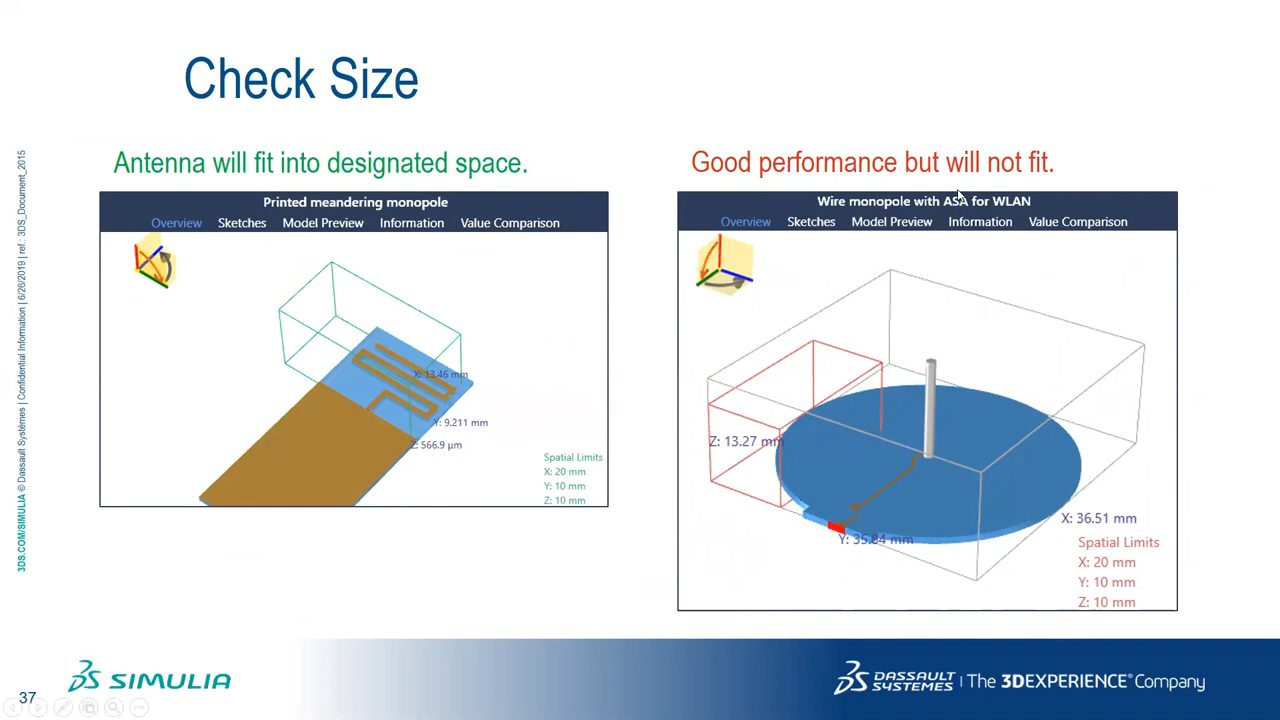 Check Size
3DS.COM/SIMULIA © Dassault Systèmes | Confidential Information | 6/26/2019 | ref.: 3DS_Document_2015
Antenna will fit into designated space.
Printed meandering monopole
Overview Sketches Model Preview Information Value Comparison
X: 13.46 mm
Y: 9.211 mm
Z: 566.9 µm
Spatial Limits
X: 20 mm
Y: 10 mm
Z: 10 mm
Good performance but will not fit.
Wire monopole with ASA for WLAN
Overview Sketches Model Preview Information Value Comparison
Z: 13.27 mm
X: 36.51 mm
Y: 35.84 mm
Spatial Limits
X: 20 mm
Y: 10 mm
Z: 10 mm
SIMULIA
DASSAULT SYSTEMES | The 3DEXPERIENCE® Company
37